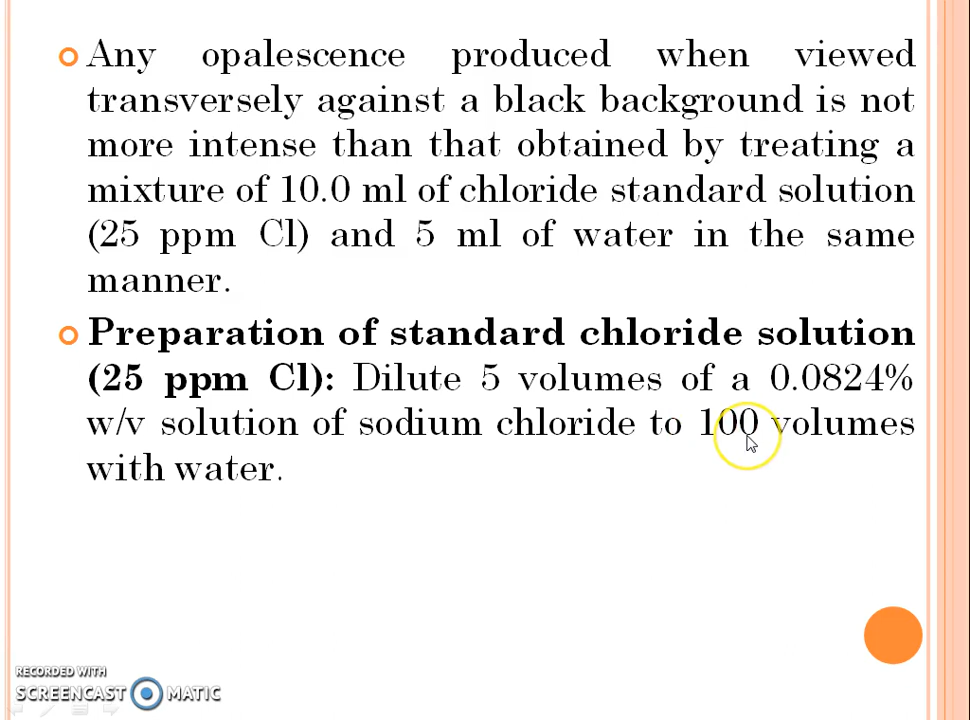 Any opalescence produced when viewed
transversely against a black background is not
more intense than that obtained by treating a
mixture of 10.0 ml of chloride standard solution
(25 ppm Cl) and 5 ml of water in the same
manner.
Preparation of standard chloride solution
(25 ppm Cl): Dilute 5 volumes of a 0.0824%
w/v solution of sodium chloride to 100 volumes
with water.
RECORDED WITH
SCREENCAST MATIC